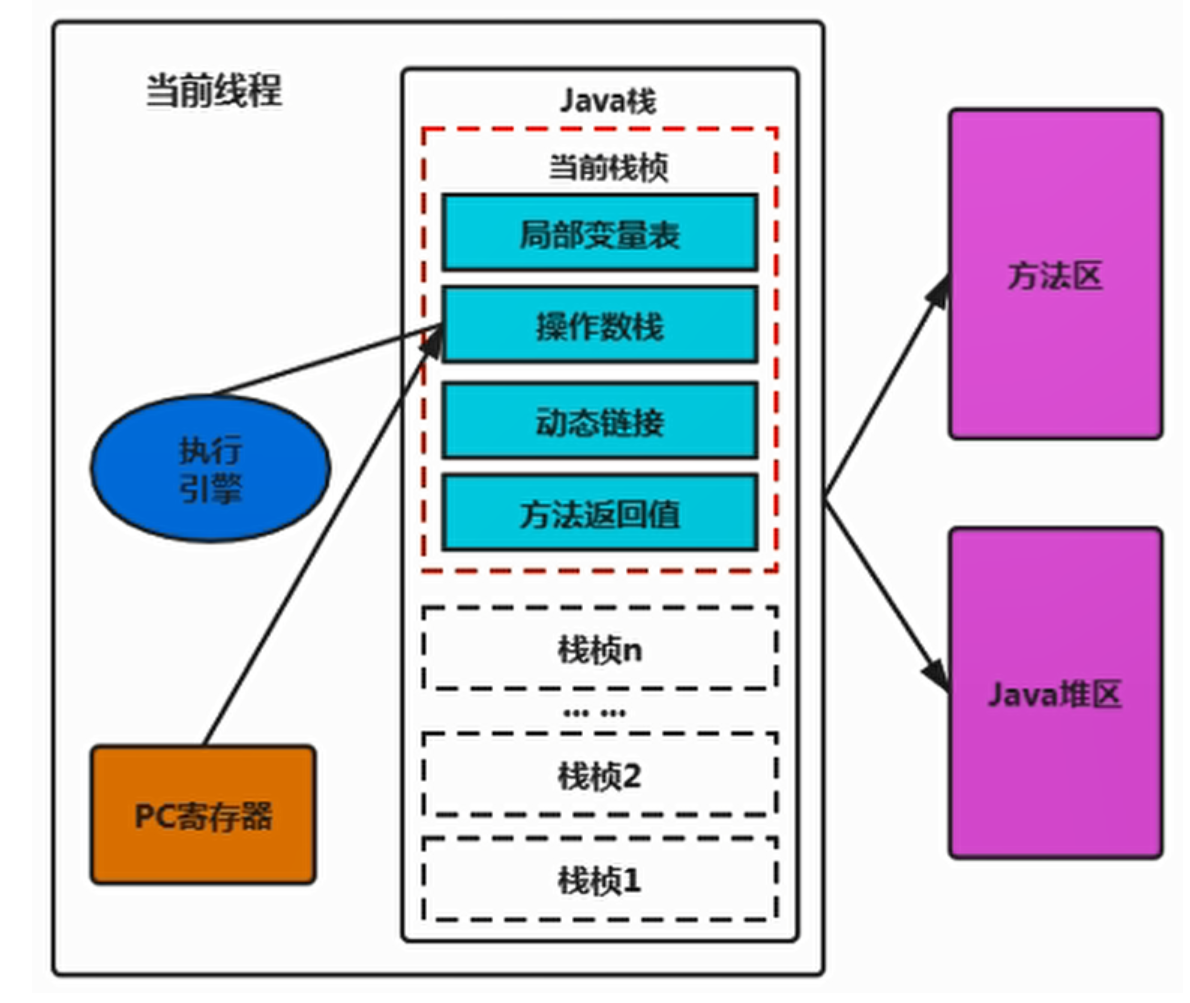 当前线程
Java栈
当前栈桢
局部变量表
操作数栈
动态链接
方法返回值
执行
引擎
栈桢n
... ...
栈桢2
栈桢1
PC寄存器
方法区
Java堆区